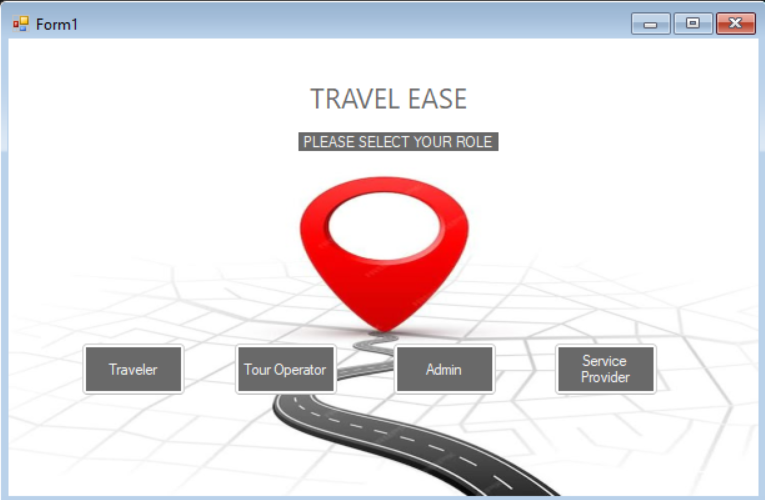 Form1
TRAVEL EASE
PLEASE SELECT YOUR ROLE
Traveler
Tour Operator
Admin
Service
Provider